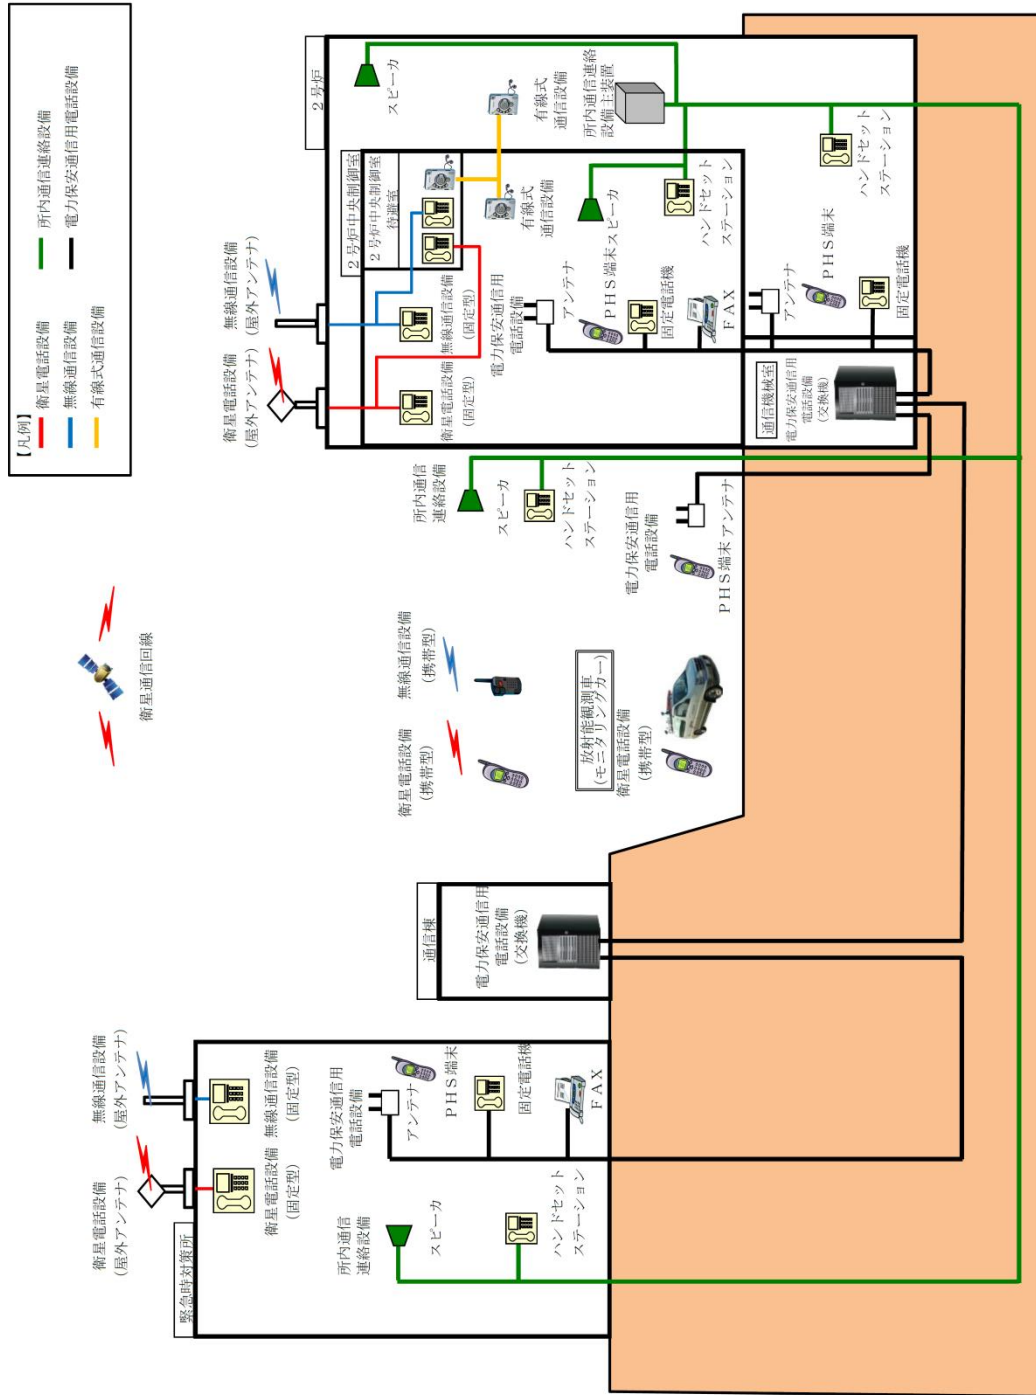 【凡例】
衛星電話設備
無線通信設備
有線式通信設備
所内通信連絡設備
電力保安通信用電話設備
衛星通信回線
緊急時対策所
衛星電話設備
(屋外アンテナ)
無線通信設備
(屋外アンテナ)
衛星電話設備
(固定型)
無線通信設備
(固定型)
所内通信
連絡設備
スピーカ
ハンドセット
ステーション
電力保安通信用
電話設備
アンテナ
PHS端末
固定電話機
FAX
通信棟
電力保安通信用
電話設備
(交換機)
衛星電話設備
(携帯型)
無線通信設備
(携帯型)
放射能観測車
(モニタリングカー)
衛星電話設備
(携帯型)
所内通信
連絡設備
スピーカ
ハンドセット
ステーション
電力保安通信用
電話設備
PHS端末
アンテナ
2号炉
衛星電話設備
(屋外アンテナ)
無線通信設備
(屋外アンテナ)
2号炉中央制御室
2号炉中央制御室
待避室
衛星電話設備
(固定型)
無線通信設備
(固定型)
有線式
通信設備
有線式
通信設備
スピーカ
所内通信連絡
設備主装置
電力保安通信用
電話設備
アンテナ
PHS端末
スピーカ
固定電話機
FAX
ハンドセット
ステーション
通信機械室
電力保安通信用
電話設備
(交換機)
アンテナ
PHS端末
固定電話機
ハンドセット
ステーション